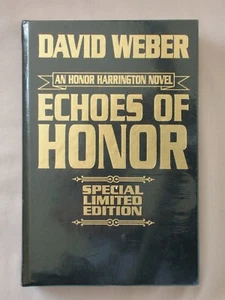 DAVID WEBER
AN HONOR HARRINGTON NOVEL
ECHOES OF
HONOR
SPECIAL
LIMITED
EDITION